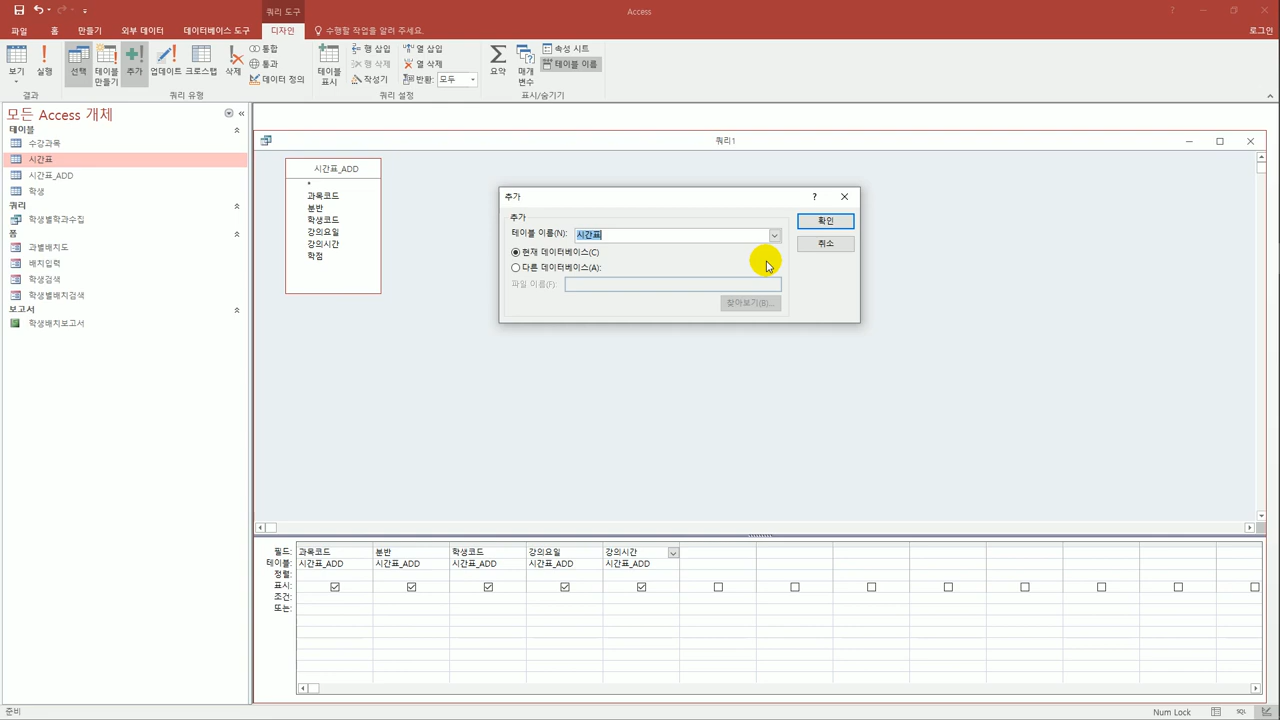 쿼리 도구
Access
파일
홈
만들기
외부 데이터
데이터베이스 도구
디자인
수행할 작업을 알려 주세요.
로그인
보기
실행
선택
테이블
만들기
추가
업데이트
크로스탭
삭제
통합
통과
데이터 정의
테이블
표시
행 삽입
행 삭제
작성기
열 삽입
열 삭제
반환:
모두
요약
매개
변수
속성 시트
테이블 이름
결과
쿼리 유형
쿼리 설정
표시/숨기기
모든 Access 개체
테이블
수강과목
시간표
시간표_ADD
학생
쿼리
학생별학과수집
폼
과별배치도
배치입력
학생검색
학생별배치검색
보고서
학생배치보고서
쿼리1
시간표_ADD
*
과목코드
분반
학생코드
강의요일
강의시간
학점
추가
?
추가
테이블 이름(N):
시간표
현재 데이터베이스(C)
다른 데이터베이스(A):
파일 이름(F):
찾아보기(B)...
확인
취소
필드: 과목코드 분반 학생코드 강의요일 강의시간
테이블: 시간표_ADD 시간표_ADD 시간표_ADD 시간표_ADD 시간표_ADD
정렬:
표시:
조건:
또는:
준비
Num Lock
SQL